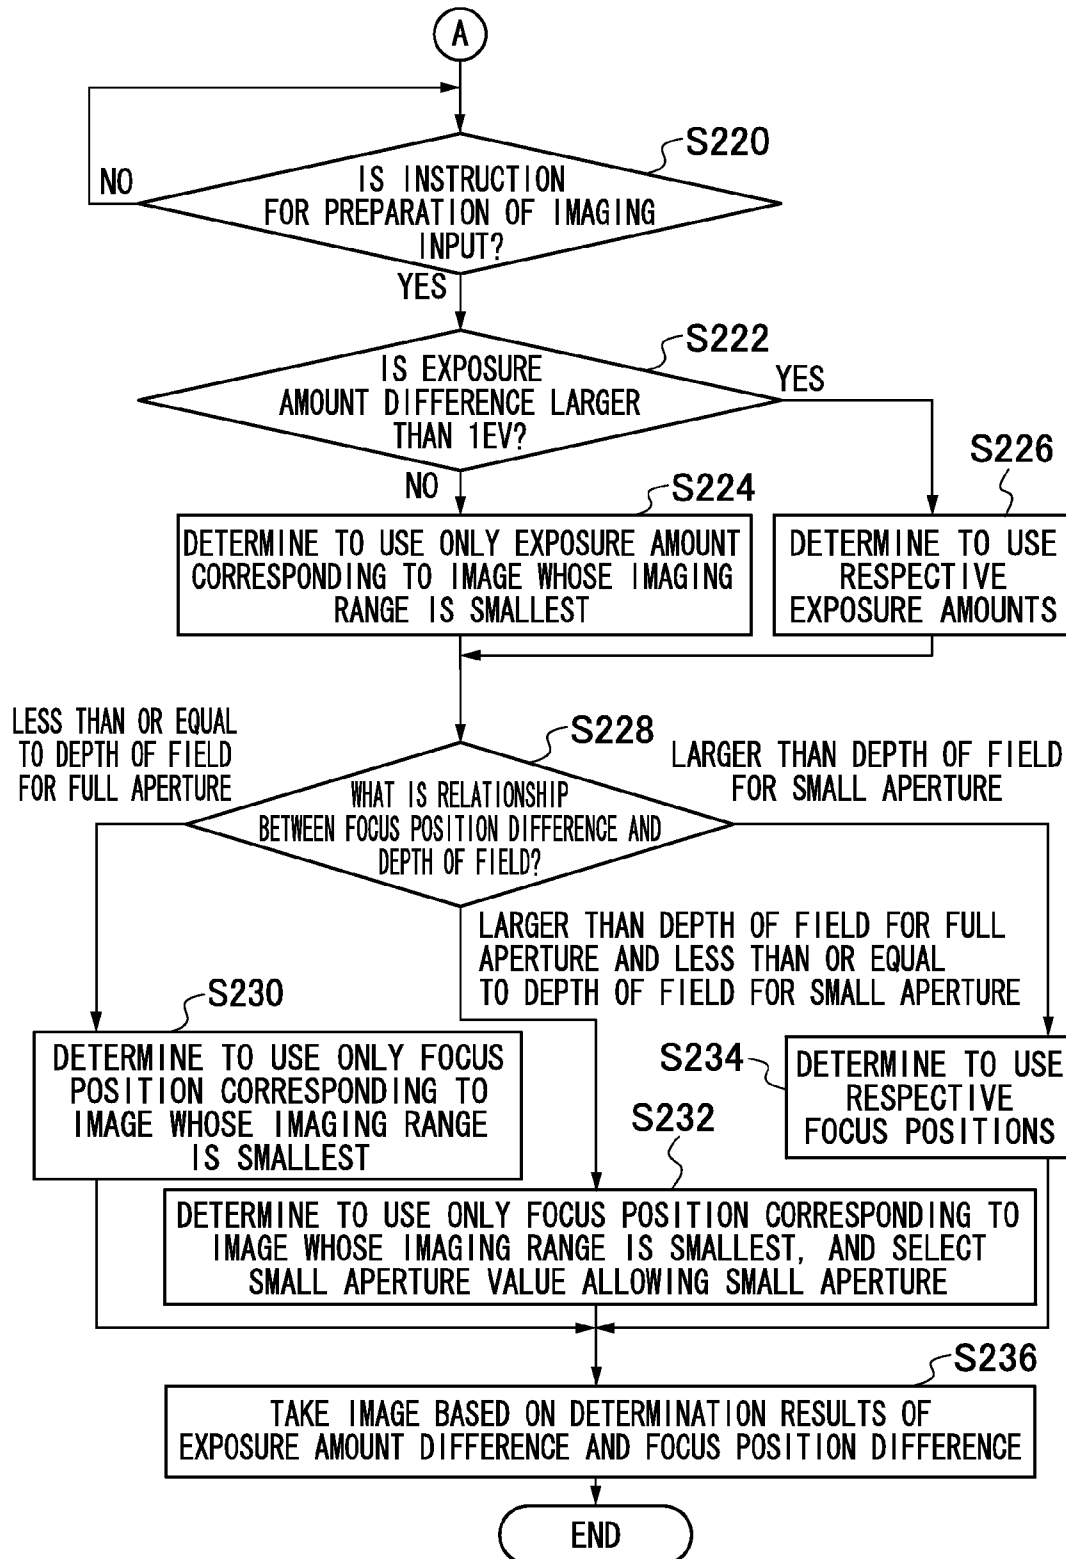 A
S220
NO
IS INSTRUCTION
FOR PREPARATION OF IMAGING
INPUT?
YES
S222
IS EXPOSURE
AMOUNT DIFFERENCE LARGER
THAN 1EV?
YES
NO
S224
S226
DETERMINE TO USE ONLY EXPOSURE AMOUNT
CORRESPONDING TO IMAGE WHOSE IMAGING
RANGE IS SMALLEST
DETERMINE TO USE
RESPECTIVE
EXPOSURE AMOUNTS
LESS THAN OR EQUAL
TO DEPTH OF FIELD
FOR FULL APERTURE
S228
LARGER THAN DEPTH OF FIELD
FOR SMALL APERTURE
WHAT IS RELATIONSHIP
BETWEEN FOCUS POSITION DIFFERENCE AND
DEPTH OF FIELD?
LARGER THAN DEPTH OF FIELD FOR FULL
APERTURE AND LESS THAN OR EQUAL
TO DEPTH OF FIELD FOR SMALL APERTURE
S230
DETERMINE TO USE ONLY FOCUS
POSITION CORRESPONDING TO
IMAGE WHOSE IMAGING RANGE
IS SMALLEST
S234
DETERMINE TO USE
RESPECTIVE
FOCUS POSITIONS
S232
DETERMINE TO USE ONLY FOCUS POSITION CORRESPONDING TO
IMAGE WHOSE IMAGING RANGE IS SMALLEST, AND SELECT
SMALL APERTURE VALUE ALLOWING SMALL APERTURE
S236
TAKE IMAGE BASED ON DETERMINATION RESULTS OF
EXPOSURE AMOUNT DIFFERENCE AND FOCUS POSITION DIFFERENCE
END